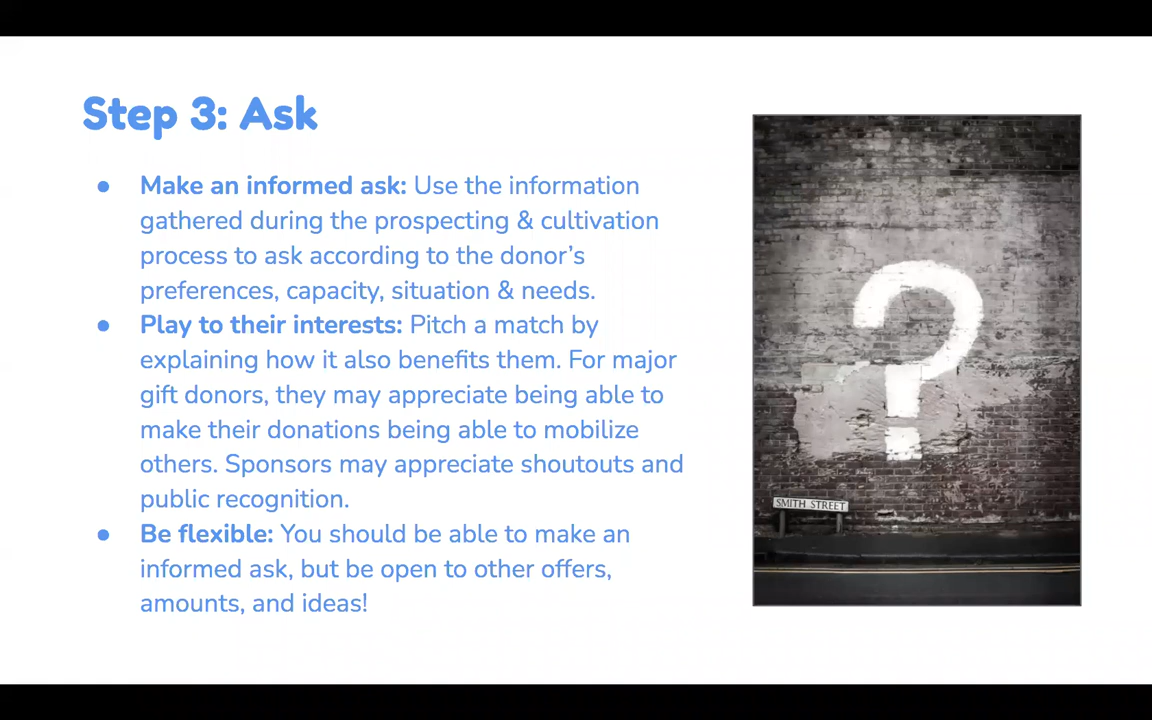 Step 3: Ask
● Make an informed ask: Use the information
gathered during the prospecting & cultivation
process to ask according to the donor’s
preferences, capacity, situation & needs.
● Play to their interests: Pitch a match by
explaining how it also benefits them. For major
gift donors, they may appreciate being able to
make their donations being able to mobilize
others. Sponsors may appreciate shoutouts and
public recognition.
● Be flexible: You should be able to make an
informed ask, but be open to other offers,
amounts, and ideas!
?
SMITH STREET